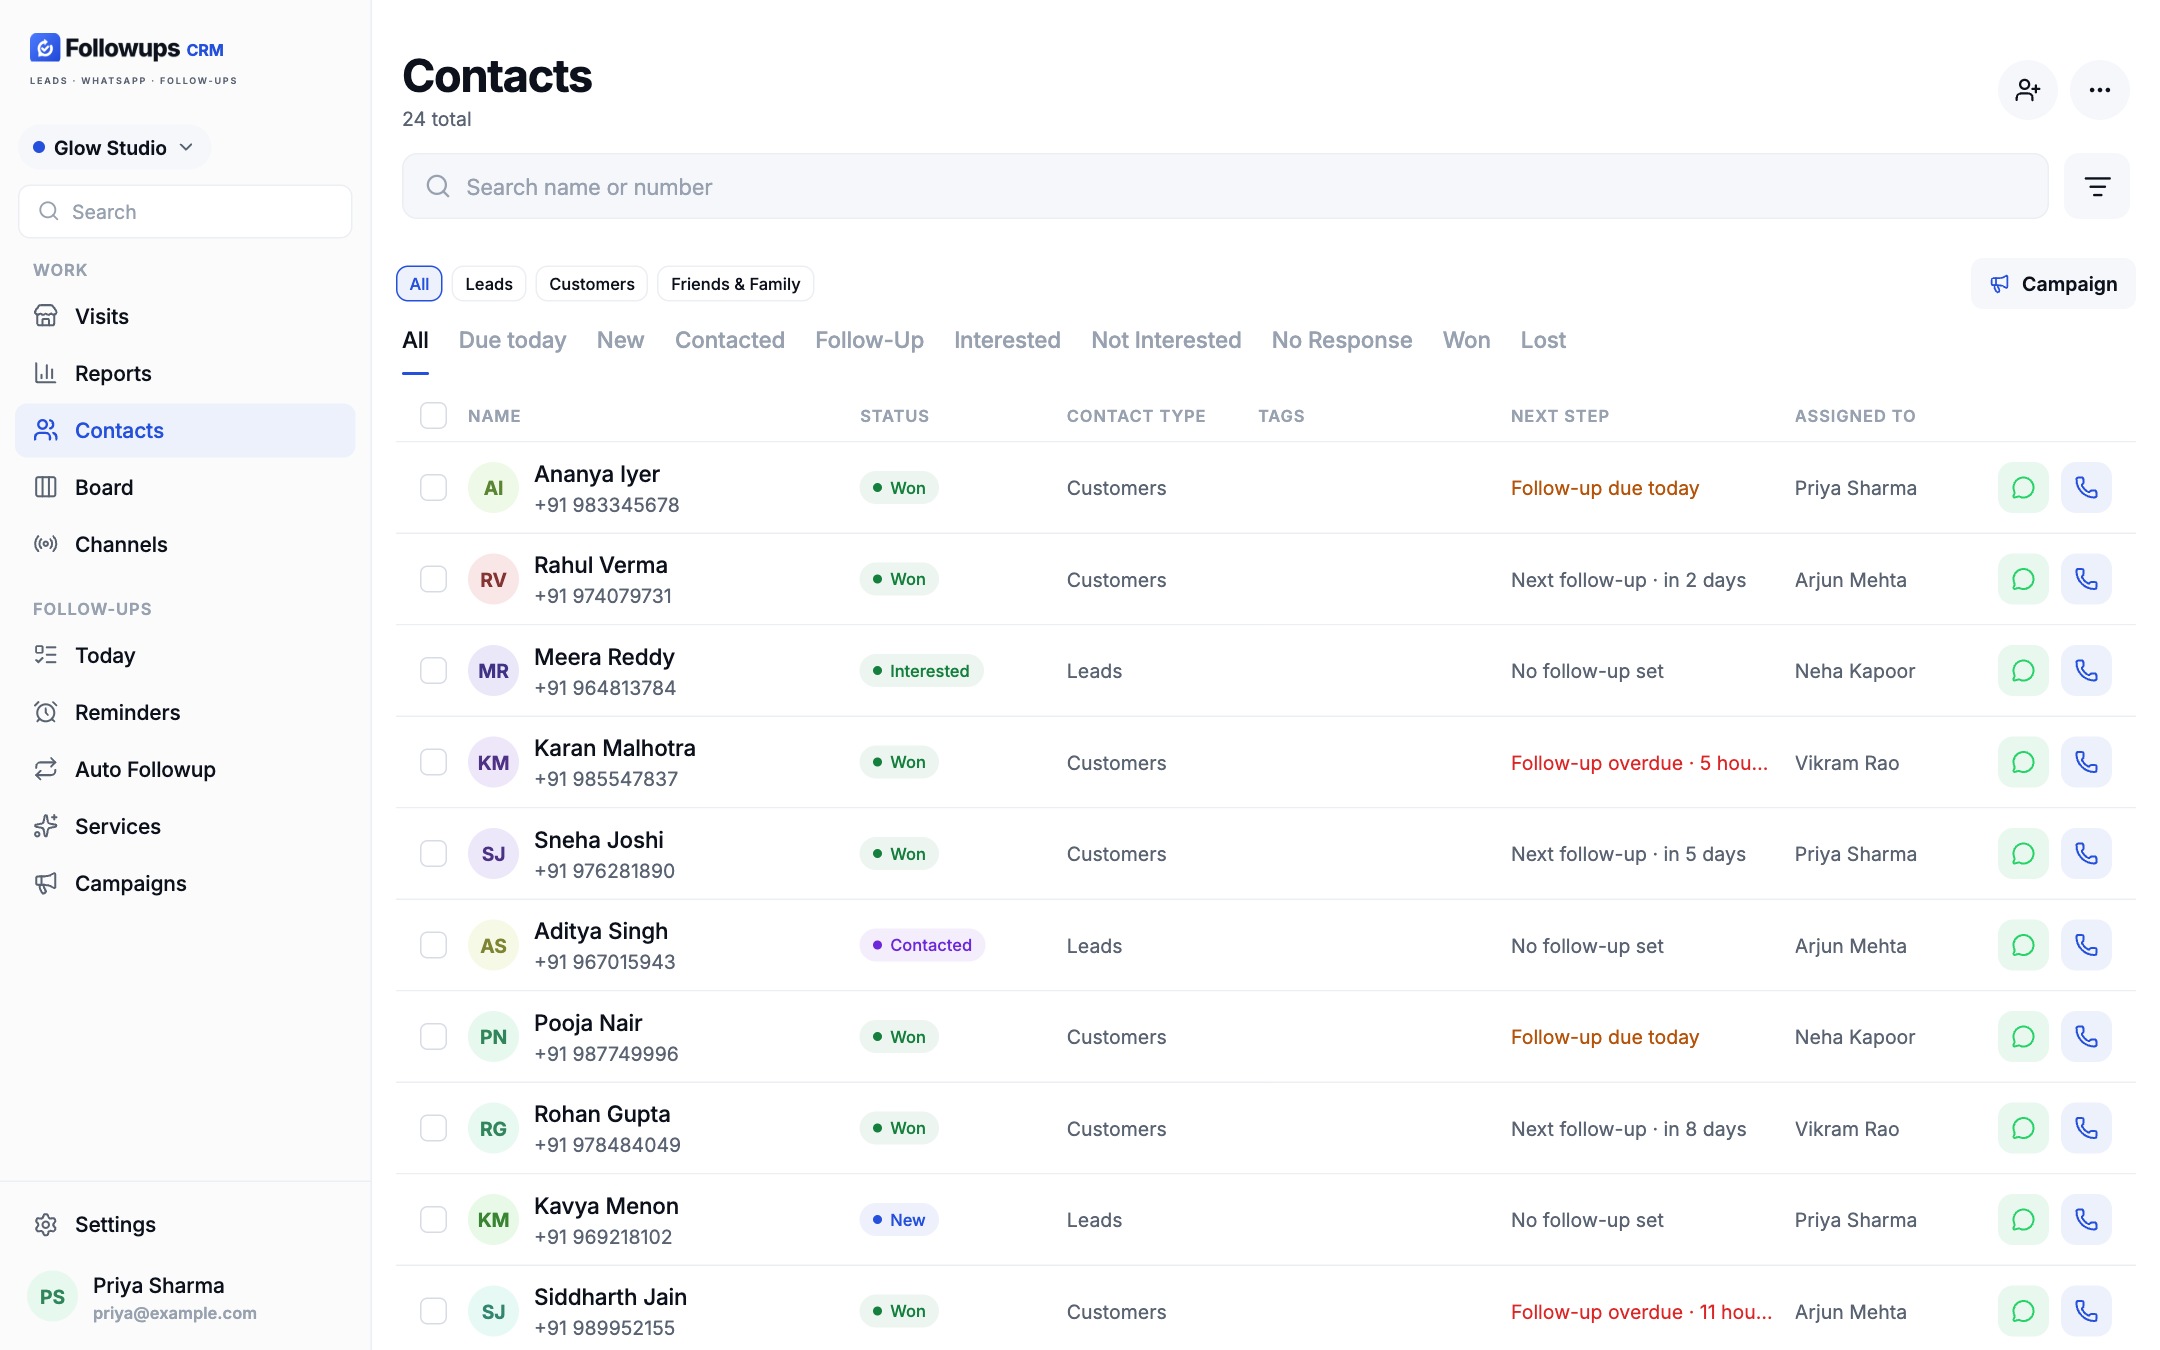 Followups CRM
LEADS · WHATSAPP · FOLLOW-UPS
Glow Studio
Search
WORK
Visits
Reports
Contacts
Board
Channels
FOLLOW-UPS
Today
Reminders
Auto Followup
Services
Campaigns
Settings
PS
Priya Sharma
priya@example.com
Contacts
24 total
Search name or number
All Leads Customers Friends & Family
Campaign
All Due today New Contacted Follow-Up Interested Not Interested No Response Won Lost
NAME STATUS CONTACT TYPE TAGS NEXT STEP ASSIGNED TO
AI Ananya Iyer Won Customers Follow-up due today Priya Sharma
+91 983345678
RV Rahul Verma Won Customers Next follow-up · in 2 days Arjun Mehta
+91 974079731
MR Meera Reddy Interested Leads No follow-up set Neha Kapoor
+91 964813784
KM Karan Malhotra Won Customers Follow-up overdue · 5 hou... Vikram Rao
+91 985547837
SJ Sneha Joshi Won Customers Next follow-up · in 5 days Priya Sharma
+91 976281890
AS Aditya Singh Contacted Leads No follow-up set Arjun Mehta
+91 967015943
PN Pooja Nair Won Customers Follow-up due today Neha Kapoor
+91 987749996
RG Rohan Gupta Won Customers Next follow-up · in 8 days Vikram Rao
+91 978484049
KM Kavya Menon New Leads No follow-up set Priya Sharma
+91 969218102
SJ Siddharth Jain Won Customers Follow-up overdue · 11 hou... Arjun Mehta
+91 989952155